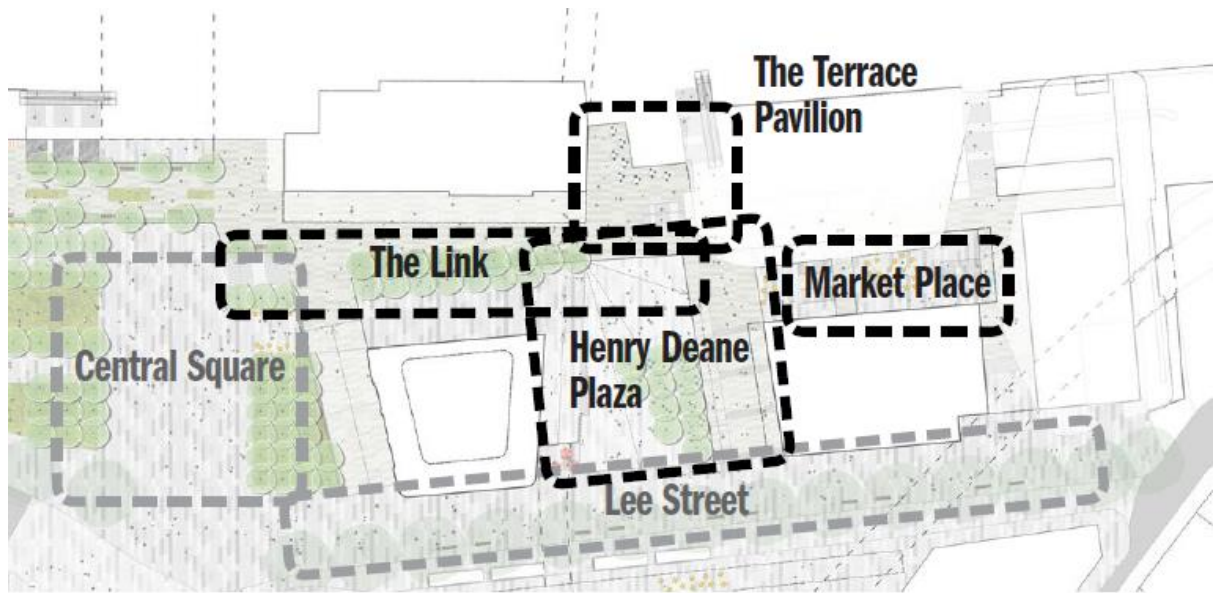 The Terrace
Pavilion
The Link
Market Place
Central Square
Henry Deane
Plaza
Lee Street